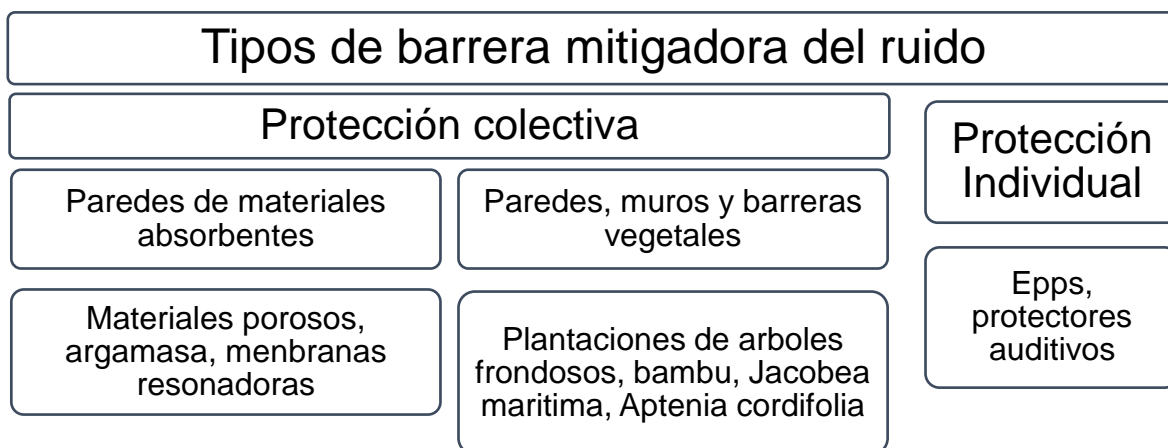 Tipos de barrera mitigadora del ruido
Protección colectiva
Paredes de materiales
absorbentes
Materiales porosos,
argamasa, menbranas
resonadoras
Paredes, muros y barreras
vegetales
Plantaciones de arboles
frondosos, bambu, Jacobea
maritima, Aptenia cordifolia
Protección
Individual
Epps,
protectores
auditivos